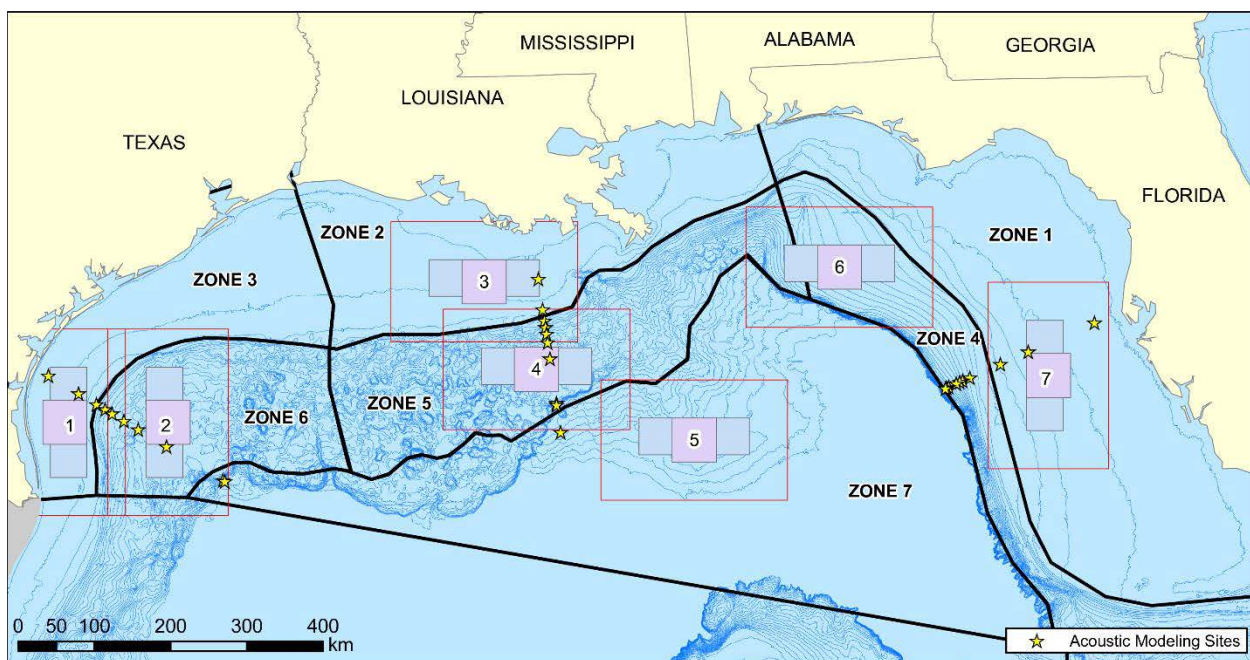 MISSISSIPPI
ALABAMA
GEORGIA
LOUISIANA
TEXAS
FLORIDA
ZONE 2
ZONE 1
ZONE 3
3
6
ZONE 4
4
7
1
2
ZONE 6
ZONE 5
5
ZONE 7
0 50 100 200 300 400
km
Acoustic Modeling Sites